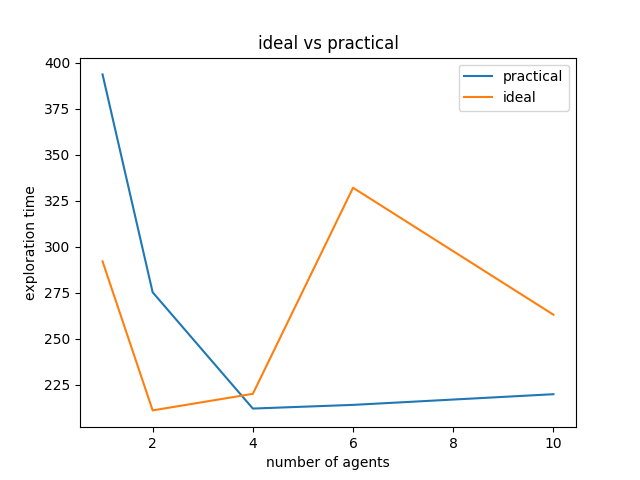 ideal vs practical
practical
ideal
400
375
350
325
300
275
250
225
exploration time
2
4
6
8
10
number of agents